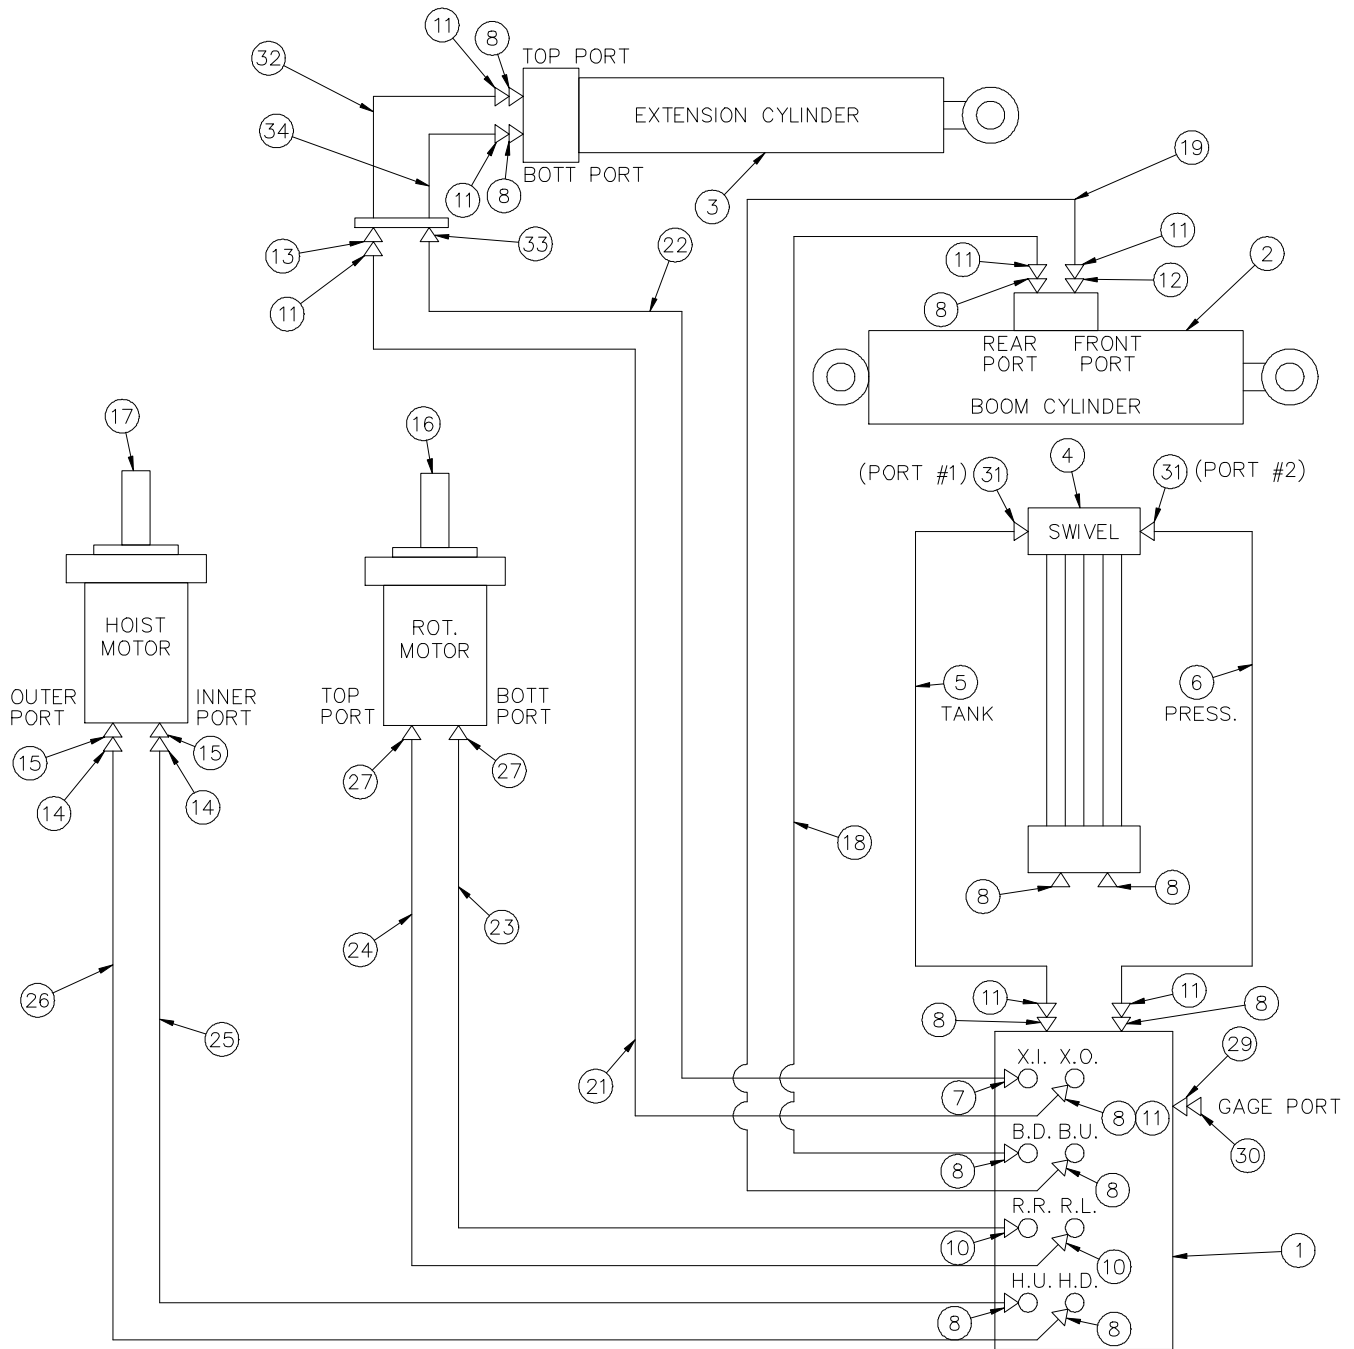 11
8
TOP PORT
32
EXTENSION CYLINDER
34
BOTT PORT
11
8
3
19
13
33
22
11
11
2
11
8
12
REAR
PORT
FRONT
PORT
BOOM CYLINDER
17
16
4
(PORT #1)
31
31
(PORT #2)
SWIVEL
HOIST
MOTOR
ROT.
MOTOR
OUTER
PORT
INNER
PORT
TOP
PORT
BOTT
PORT
5
TANK
6
PRESS.
15
15
14
14
27
27
18
8
8
24
23
26
25
11
11
8
8
21
X.I. X.O.
29
7
8
11
GAGE PORT
30
B.D. B.U.
8
8
R.R. R.L.
10
10
1
H.U. H.D.
8
8